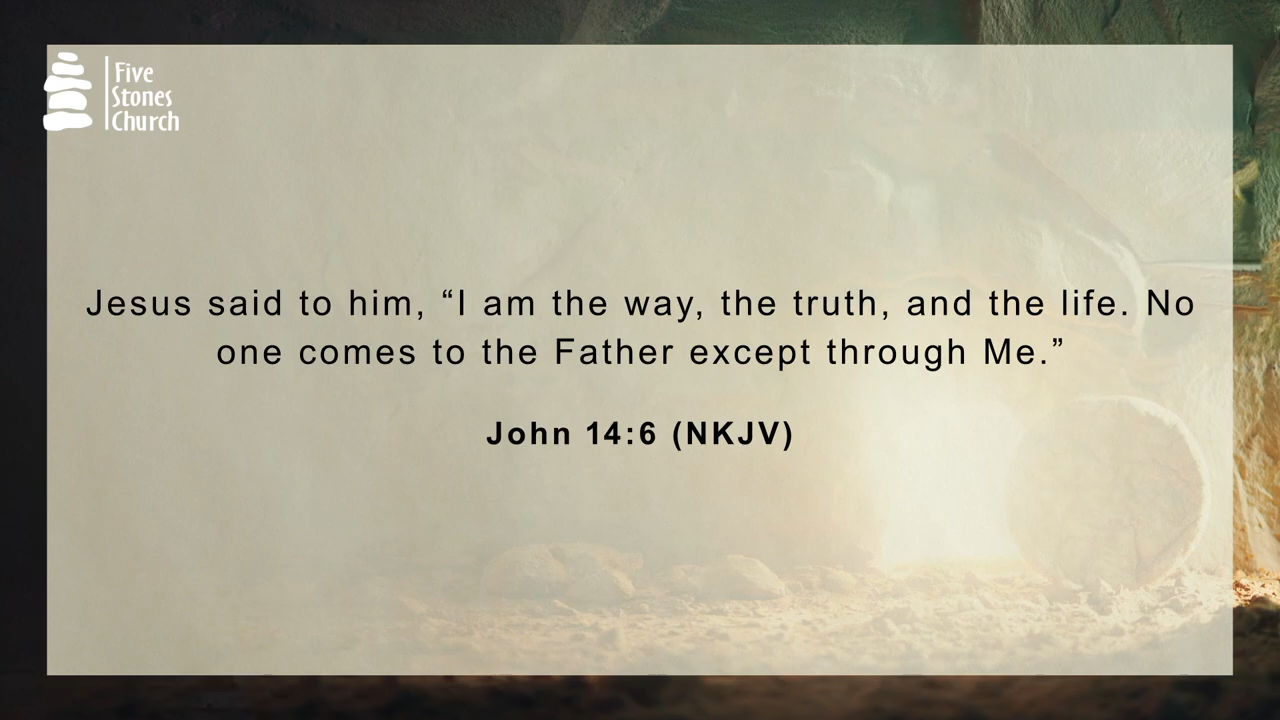 Five
Stones
Church
Jesus said to him, “I am the way, the truth, and the life. No
one comes to the Father except through Me.”
John 14:6 (NKJV)